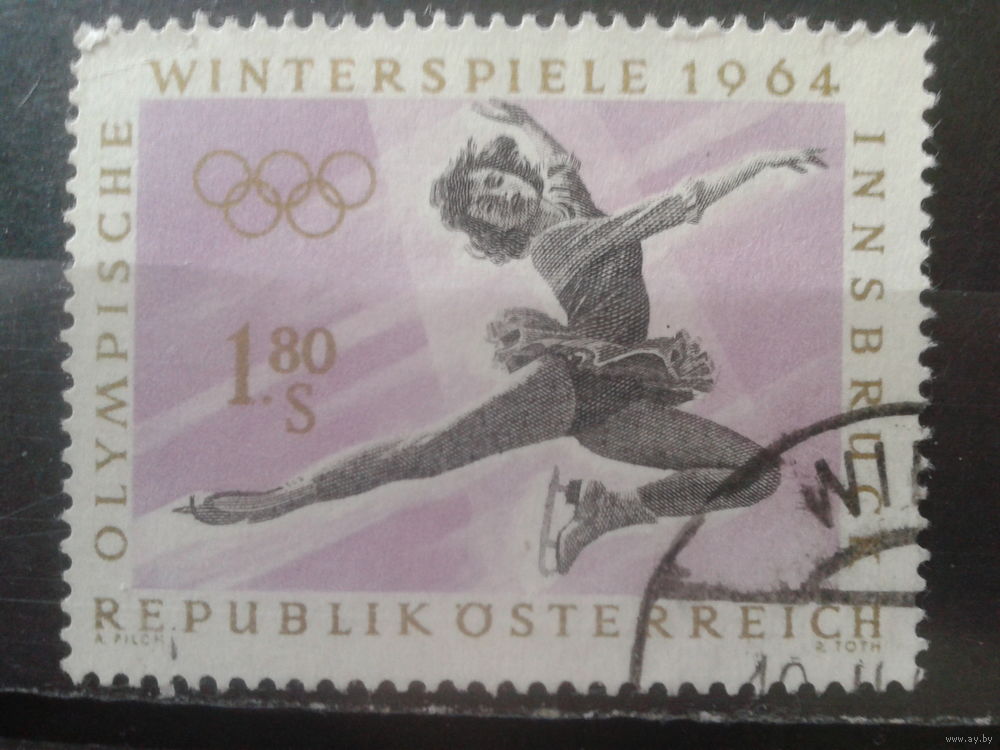 OLYMPISCHE
WINTERSPIELE 1964
INNSBRUCK
1.80
S
REPUBLIK ÖSTERREICH
A. PILCH
R. TOTH
www.ay.by